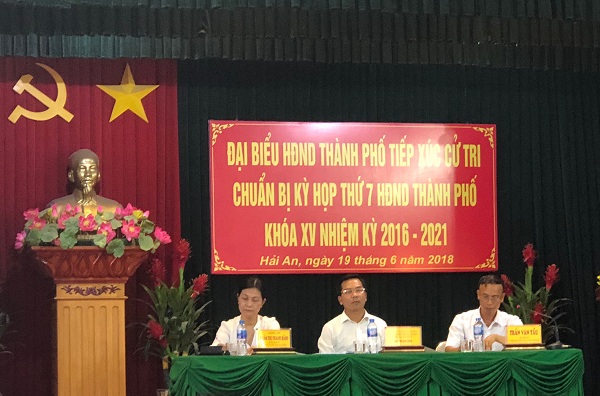 ĐẠI BIỂU HĐND THÀNH PHỐ TIẾP XÚC CỬ TRI
CHUẨN BỊ KỲ HỌP THỨ 7 HĐND THÀNH PHỐ
KHÓA XV NHIỆM KỲ 2016 - 2021
Hải An, ngày 19 tháng 6 năm 2018
TRẦN VĂN TẤU